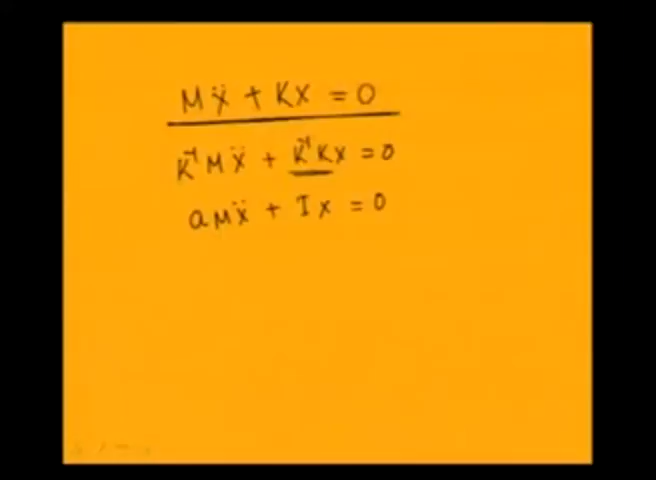 Mẍ + Kx = 0
K⁻¹Mẍ + K⁻¹Kx = 0
aMẍ + Ix = 0